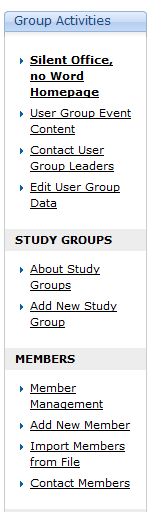 Group Activities
Silent Office,
no Word
Homepage
User Group Event
Content
Contact User
Group Leaders
Edit User Group
Data
STUDY GROUPS
About Study
Groups
Add New Study
Group
MEMBERS
Member
Management
Add New Member
Import Members
from File
Contact Members